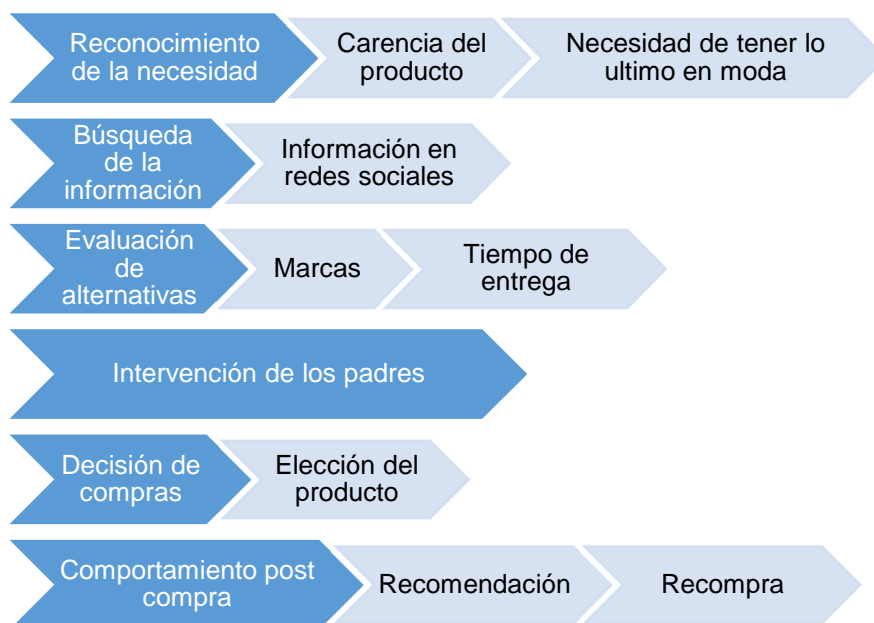 Reconocimiento
de la necesidad
Carencia del
producto
Necesidad de tener lo
ultimo en moda
Búsqueda
de la
información
Información en
redes sociales
Evaluación
de
alternativas
Marcas
Tiempo de
entrega
Intervención de los padres
Decisión de
compras
Elección del
producto
Comportamiento post
compra
Recomendación
Recompra